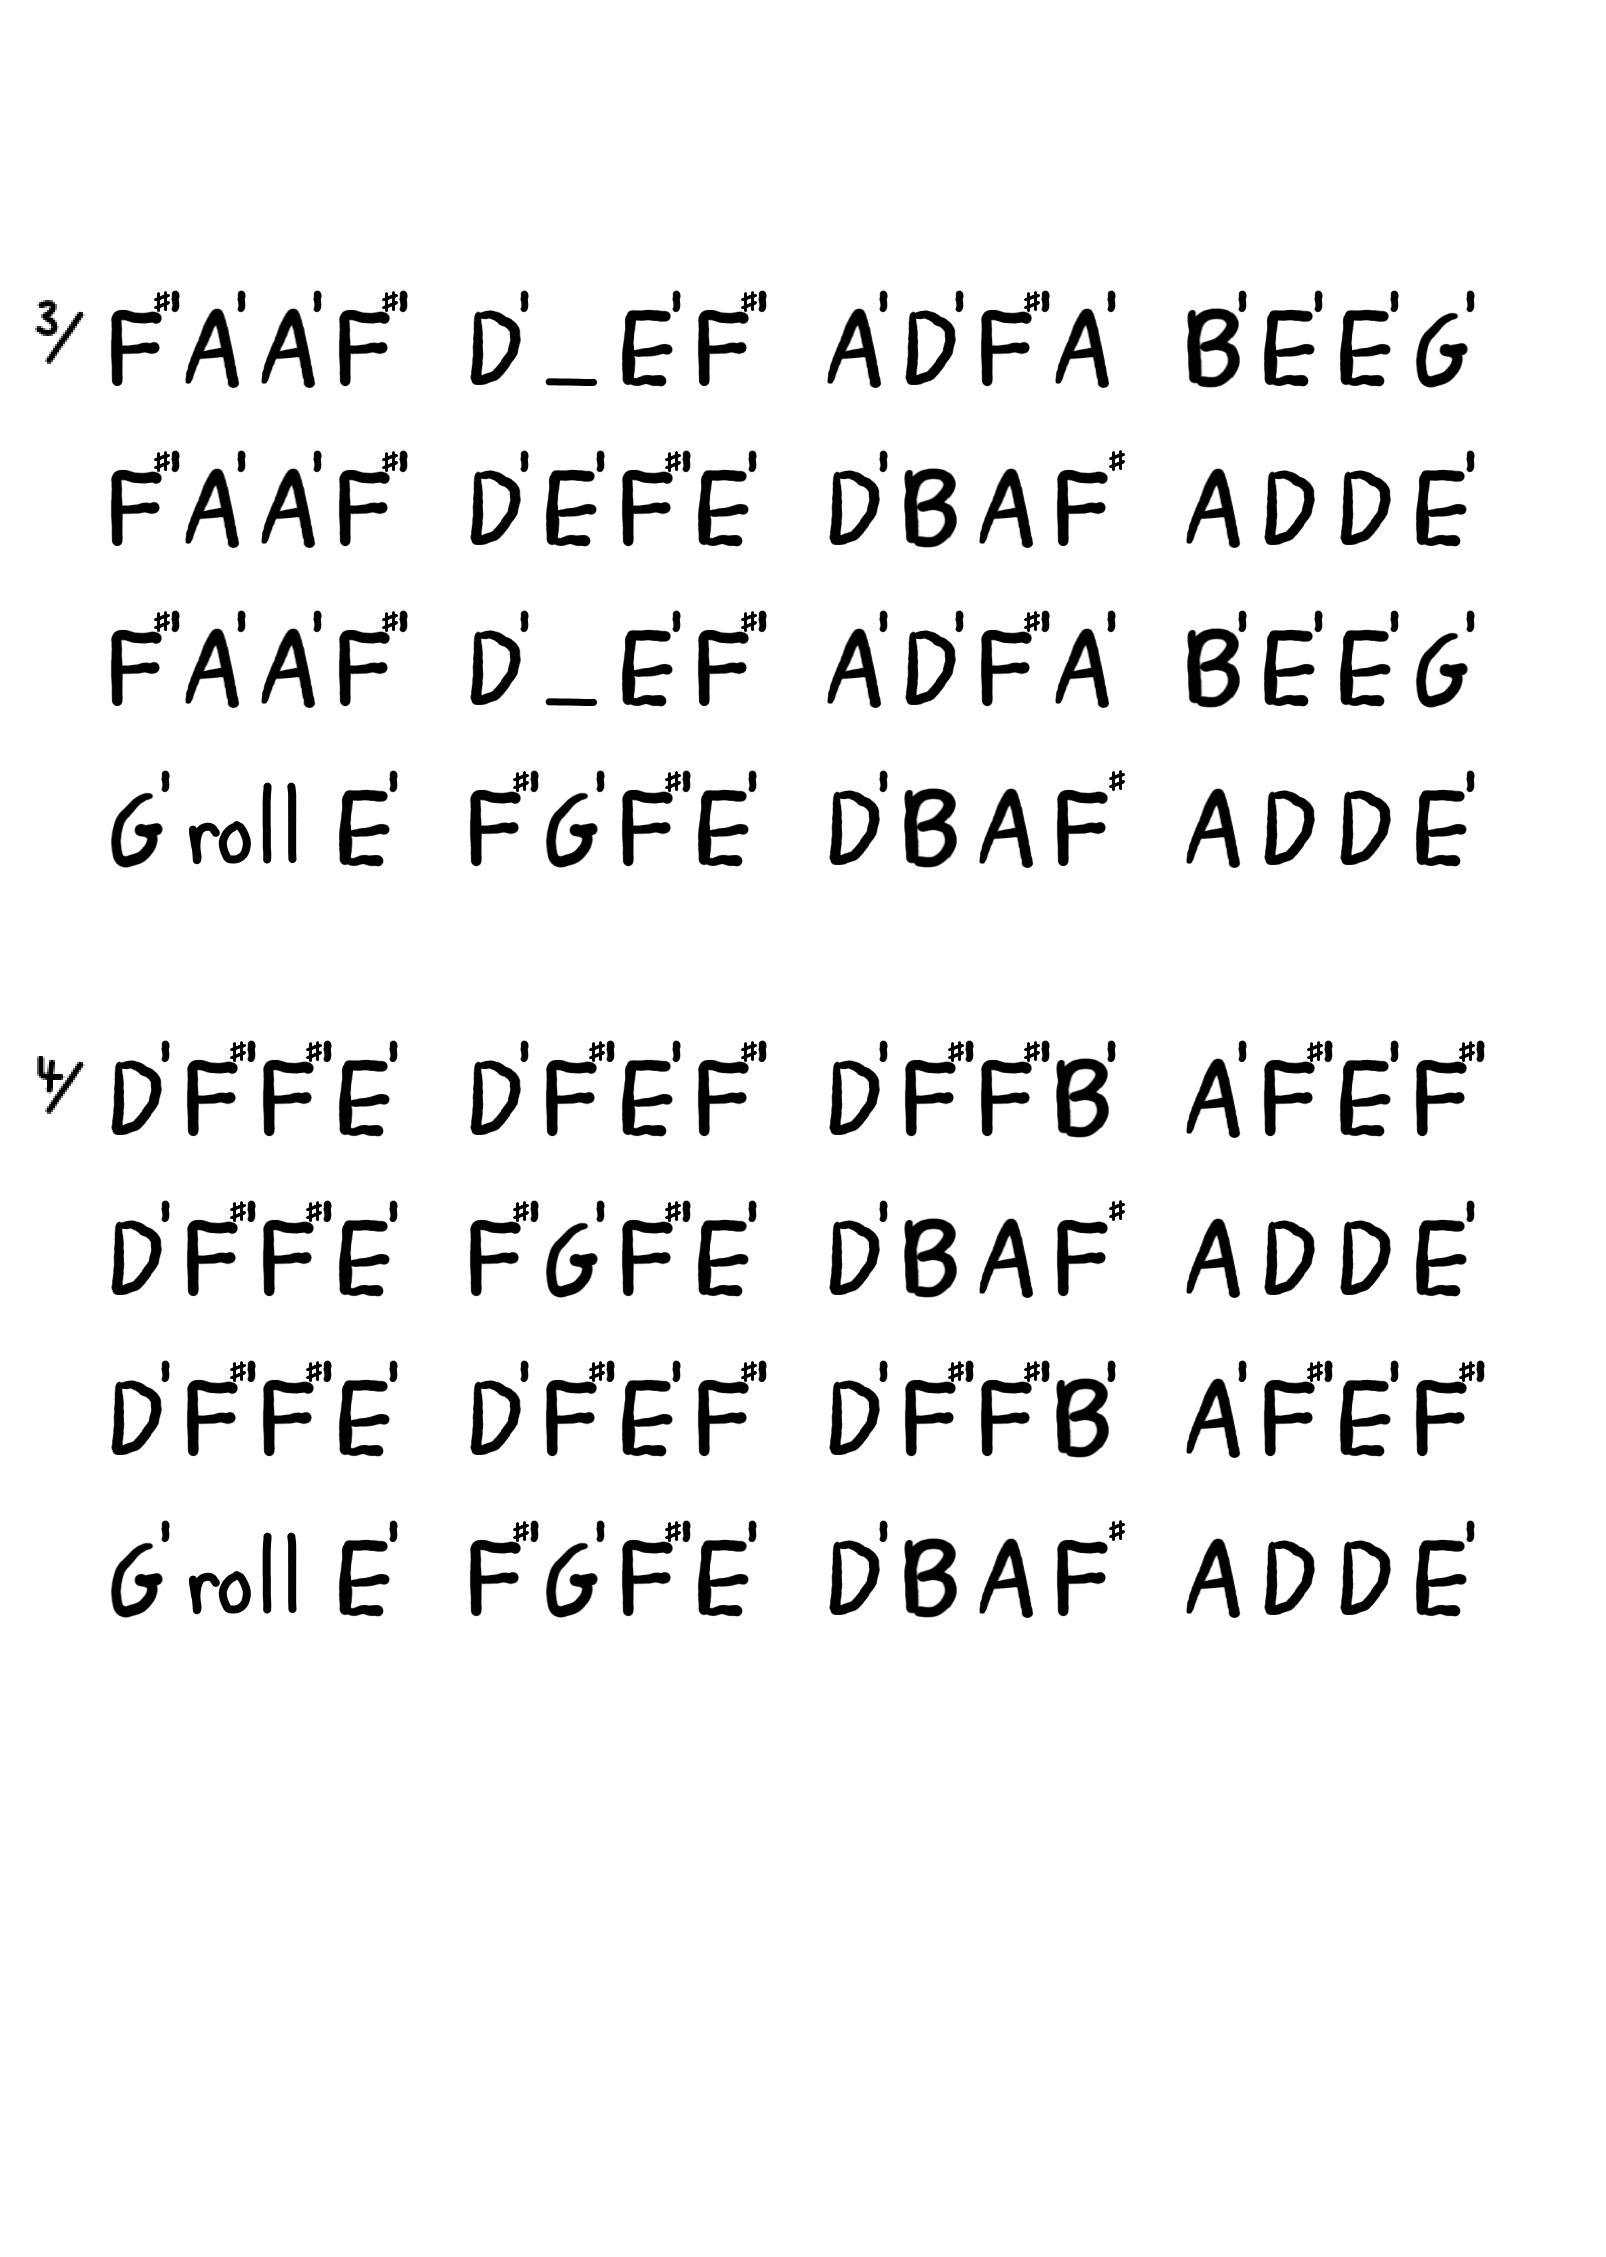 3/ F#'A'A'F#' D'_E'F#' A'D'F#'A' B'E'E'G'
F#'A'A'F#' D'E'F#'E' D'BAF# ADDE'
F#'A'A'F#' D'_E'F#' A'D'F#'A' B'E'E'G'
G' roll E' F#'G'F#'E' D'BAF# ADDE'
4/ D'F#'F#'E' D'F#'E'F#' D'F#'F#'B' A'F#'E'F#'
D'F#'F#'E' F#'G'F#'E' D'BAF# ADDE'
D'F#'F#'E' D'F#'E'F#' D'F#'F#'B' A'F#'E'F#'
G' roll E' F#'G'F#'E' D'BAF# ADDE'